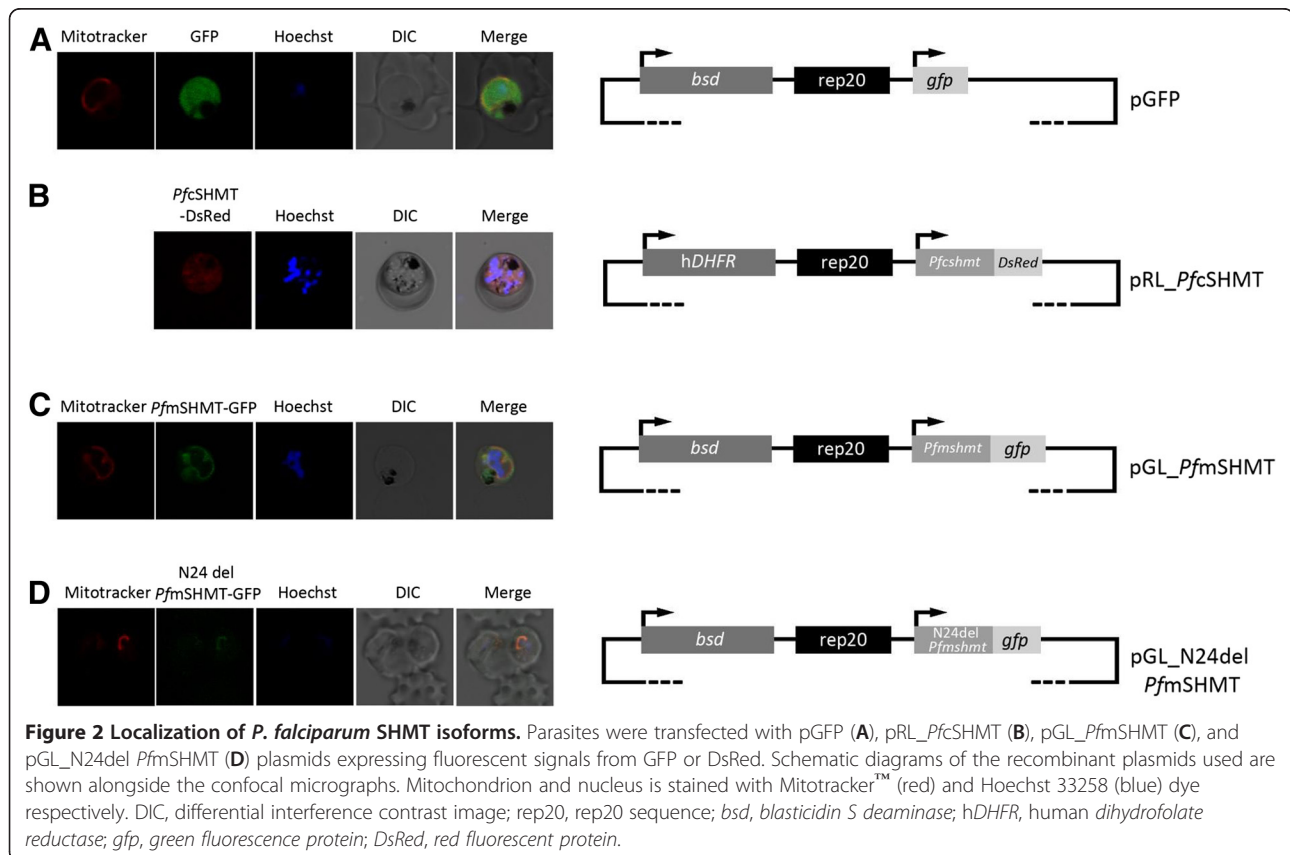 A
Mitotracker GFP Hoechst DIC Merge
bsd rep20 gfp
pGFP
B
PfcSHMT
-DsRed Hoechst DIC Merge
hDHFR rep20 Pfcshmt DsRed
pRL_PfcSHMT
C
Mitotracker PfmSHMT-GFP Hoechst DIC Merge
bsd rep20 Pfmshmt gfp
pGL_PfmSHMT
D
N24 del
Mitotracker PfmSHMT-GFP Hoechst DIC Merge
bsd rep20 N24del
Pfmshmt gfp
pGL_N24del
PfmSHMT
Figure 2 Localization of P. falciparum SHMT isoforms. Parasites were transfected with pGFP (A), pRL_PfcSHMT (B), pGL_PfmSHMT (C), and
pGL_N24del PfmSHMT (D) plasmids expressing fluorescent signals from GFP or DsRed. Schematic diagrams of the recombinant plasmids used are
shown alongside the confocal micrographs. Mitochondrion and nucleus is stained with Mitotracker™ (red) and Hoechst 33258 (blue) dye
respectively. DIC, differential interference contrast image; rep20, rep20 sequence; bsd, blasticidin S deaminase; hDHFR, human dihydrofolate
reductase; gfp, green fluorescence protein; DsRed, red fluorescent protein.